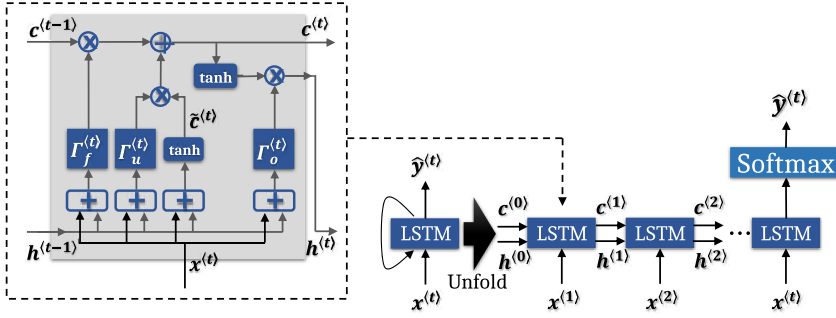 c⟨t−1⟩
c⟨t⟩
tanh
c̃⟨t⟩
Γf⟨t⟩ Γu⟨t⟩ tanh Γo⟨t⟩
h⟨t−1⟩
x⟨t⟩
h⟨t⟩
ŷ⟨t⟩
LSTM
x⟨t⟩
Unfold
c⟨0⟩
h⟨0⟩
LSTM
x⟨1⟩
c⟨1⟩
h⟨1⟩
LSTM
x⟨2⟩
c⟨2⟩
h⟨2⟩
...
ŷ⟨t⟩
Softmax
LSTM
x⟨t⟩